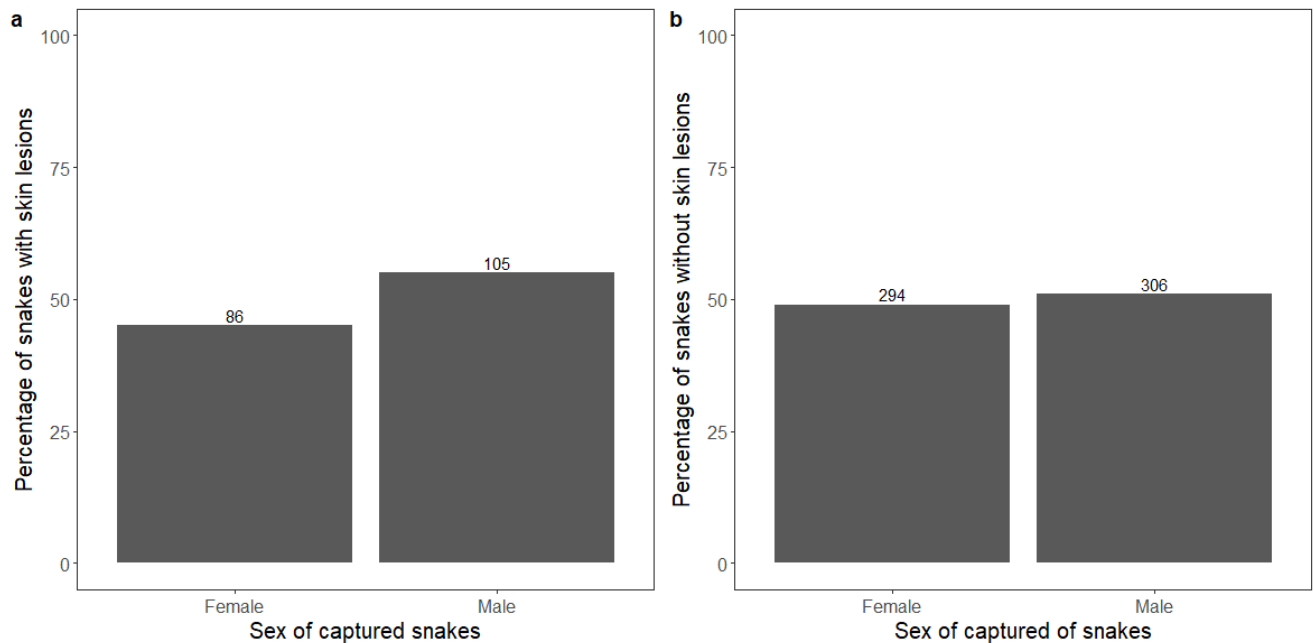 a
Percentage of snakes with skin lesions
100
75
50
25
0
86
105
Female
Male
Sex of captured snakes
b
Percentage of snakes without skin lesions
100
75
50
25
0
294
306
Female
Male
Sex of captured of snakes